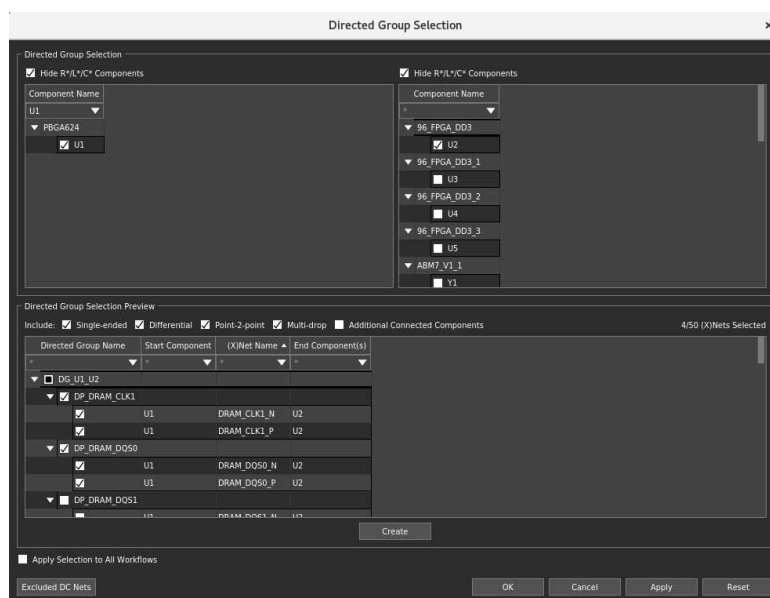 Directed Group Selection
×
Directed Group Selection
Hide R*/L*/C* Components
Hide R*/L*/C* Components
Component Name
Component Name
U1
*
PBGA624
96_FPGA_DD3
U1
U2
96_FPGA_DD3_1
U3
96_FPGA_DD3_2
U4
96_FPGA_DD3_3
U5
ABM7_V1_1
Y1
Directed Group Selection Preview
Include: Single-ended Differential Point-2-point Multi-drop Additional Connected Components 4/50 (X)Nets Selected
Directed Group Name Start Component (X)Net Name End Component(s)
* * * *
DG_U1_U2
DP_DRAM_CLK1
U1 DRAM_CLK1_N U2
U1 DRAM_CLK1_P U2
DP_DRAM_DQS0
U1 DRAM_DQS0_N U2
U1 DRAM_DQS0_P U2
DP_DRAM_DQS1
U1 DRAM_DQS1_N U2
Create
Apply Selection to All Workflows
Excluded DC Nets OK Cancel Apply Reset